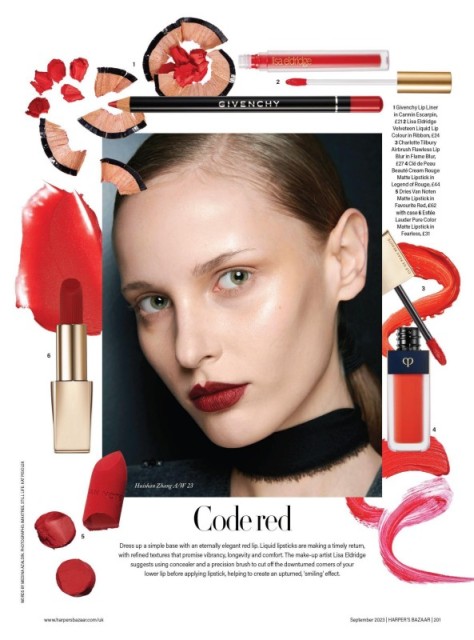 1
lisa eldridge
2
GIVENCHY
1 Givenchy Lip Liner
in Carmin Escarpin,
£21 2 Lisa Eldridge
Velveteen Liquid Lip
Colour in Ribbon, £26
3 Charlotte Tilbury
Airbrush Flawless Lip
Blur in Flame Blur,
£27 4 Clé de Peau
Beauté Cream Rouge
Matte Lipstick in
Legend of Rouge, £44
5 Dries Van Noten
Matte Lipstick in
Favourite Red, £62
with case 6 Estée
Lauder Pure Color
Matte Lipstick in
Fearless, £31
3
6
4
5
Huishan Zhang A/W 23
Code red
Dress up a simple base with an eternally elegant red lip. Liquid lipsticks are making a timely return,
with refined textures that promise vibrancy, longevity and comfort. The make-up artist Lisa Eldridge
suggests using concealer and a precision brush to cut off the downturned corners of your
lower lip before applying lipstick, helping to create an upturned, 'smiling' effect.
www.harpersbazaar.com/uk
September 2023 | HARPER'S BAZAAR | 201